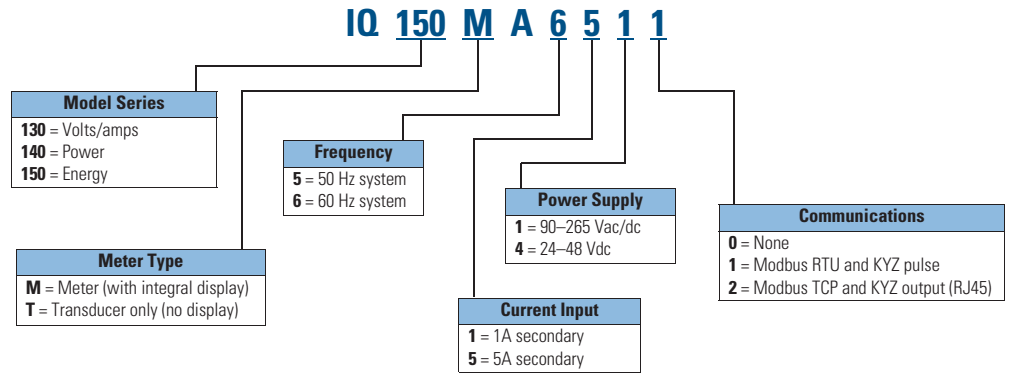 IQ 150 M A 6 5 1 1
Model Series
130 = Volts/amps
140 = Power
150 = Energy
Frequency
5 = 50 Hz system
6 = 60 Hz system
Power Supply
1 = 90–265 Vac/dc
4 = 24–48 Vdc
Communications
0 = None
1 = Modbus RTU and KYZ pulse
2 = Modbus TCP and KYZ output (RJ45)
Meter Type
M = Meter (with integral display)
T = Transducer only (no display)
Current Input
1 = 1A secondary
5 = 5A secondary